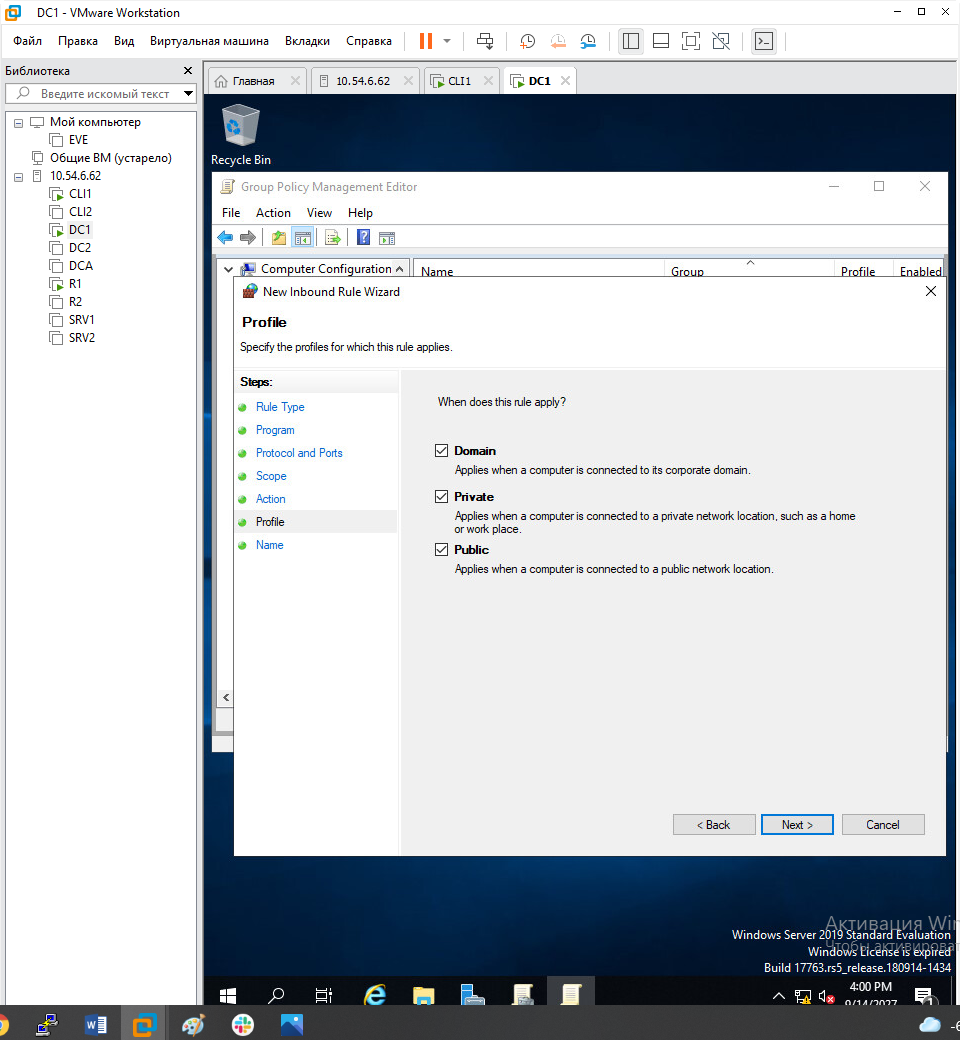 DC1 - VMware Workstation
Файл Правка Вид Виртуальная машина Вкладки Справка
Библиотека
Введите искомый текст
Мой компьютер
EVE
Общие ВМ (устарело)
10.54.6.62
CLI1
CLI2
DC1
DC2
DCA
R1
R2
SRV1
SRV2
Главная 10.54.6.62 CLI1 DC1
Recycle Bin
Group Policy Management Editor
File Action View Help
Computer Configuration Name Group Profile Enabled
New Inbound Rule Wizard
Profile
Specify the profiles for which this rule applies.
Steps:
Rule Type
Program
Protocol and Ports
Scope
Action
Profile
Name
When does this rule apply?
Domain
Applies when a computer is connected to its corporate domain.
Private
Applies when a computer is connected to a private network location, such as a home
or work place.
Public
Applies when a computer is connected to a public network location.
< Back Next > Cancel
Активация Win
Windows Server 2019 Standard Evaluation
Чтобы активироват
Windows License is expired
Build 17763.rs5_release.180914-1434
4:00 PM
9/14/2027
1
-6